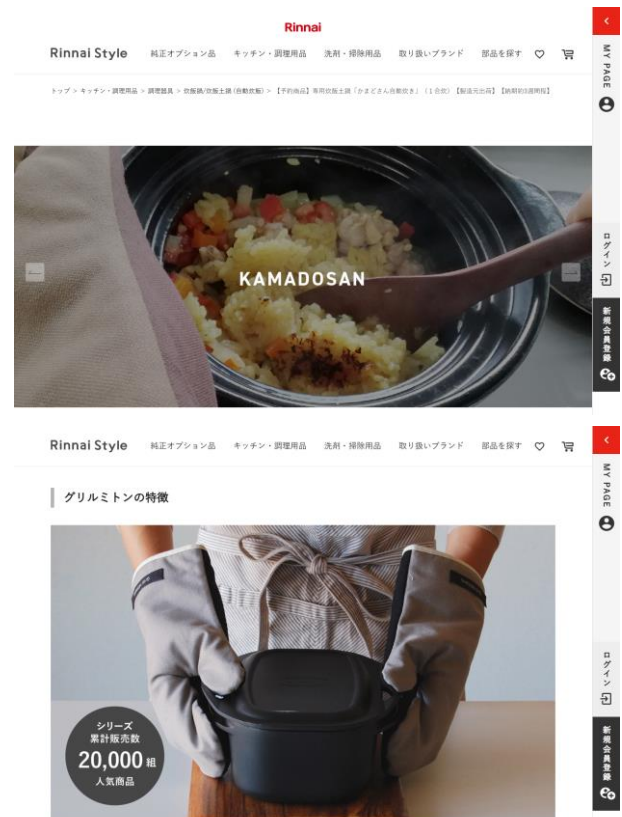 Rinnai
Rinnai Style 純正オプション品 キッチン・調理用品 洗剤・掃除用品 取り扱いブランド 部品を探す
トップ > キッチン・調理用品 > 調理器具 > 炊飯鍋/炊飯土鍋(自動炊飯) > 【予約商品】専用炊飯土鍋「かまどさん自動炊き」(1合炊)【製造元出荷】【納期約3週間程】
KAMADOSAN
MY PAGE
ログイン
新規会員登録
Rinnai Style 純正オプション品 キッチン・調理用品 洗剤・掃除用品 取り扱いブランド 部品を探す
グリルミトンの特徴
シリーズ
累計販売数
20,000 組
人気商品
MY PAGE
ログイン
新規会員登録